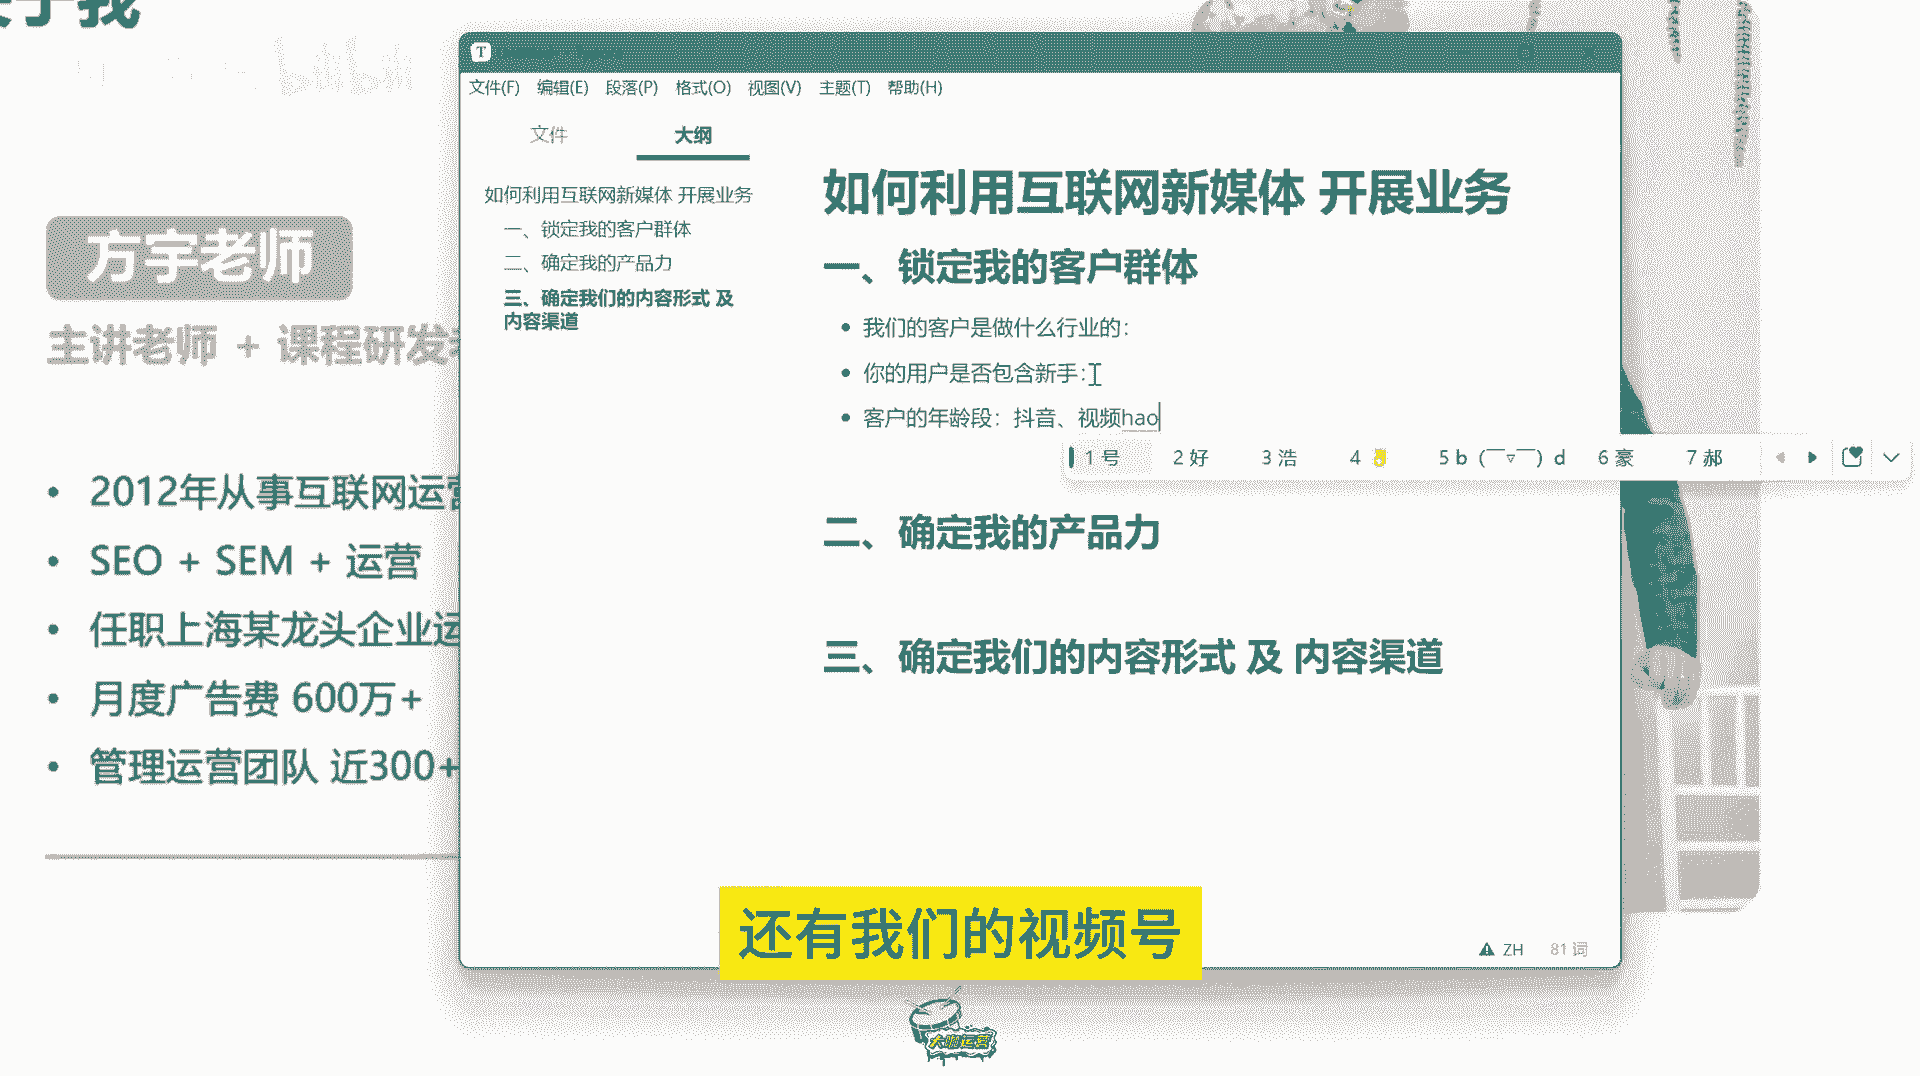 关于我
bilibili
方宇老师
主讲老师 + 课程研发
• 2012年从事互联网运营
• SEO + SEM + 运营
• 任职上海某龙头企业运
• 月度广告费 600万+
• 管理运营团队 近300+
T
文件(F) 编辑(E) 段落(P) 格式(O) 视图(V) 主题(T) 帮助(H)
文件 大纲
如何利用互联网新媒体 开展业务
一、锁定我的客户群体
二、确定我的产品力
三、确定我们的内容形式 及
内容渠道
如何利用互联网新媒体 开展业务
一、锁定我的客户群体
• 我们的客户是做什么行业的：
• 你的用户是否包含新手：
• 客户的年龄段：抖音、视频hao
1 号 2 好 3 浩 4 👌 5 b (￣▽￣) d 6 豪 7 郝
二、确定我的产品力
三、确定我们的内容形式 及 内容渠道
ZH 81 词
还有我们的视频号
大鹏运营